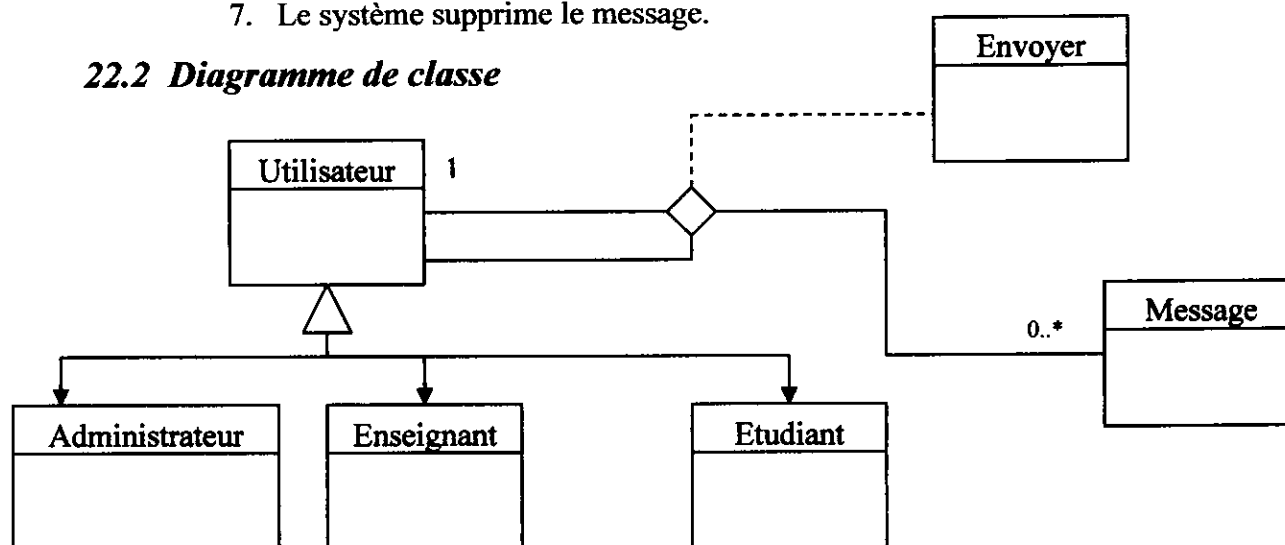 7. Le système supprime le message.
22.2 Diagramme de classe
Envoyer
Utilisateur 1
Message
0..*
Administrateur Enseignant Etudiant